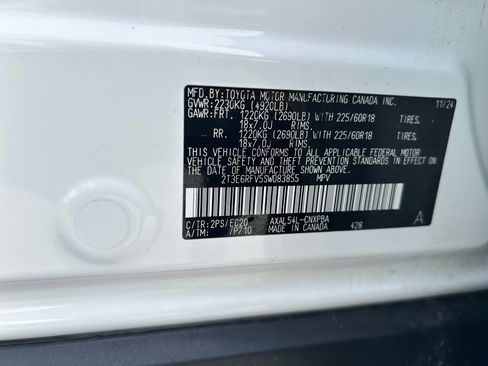 MFD.BY:TOYOTA MOTOR MANUFACTURING CANADA INC.
GVWR:2230KG (4920LB) 11/24
GAWR:FRT. 1220KG (2690LB) WITH 225/60R18 TIRES,
18x7.0J RIMS.
RR. 1220KG (2690LB) WITH 225/60R18 TIRES,
18x7.0J RIMS.
THIS VEHICLE CONFORMS TO ALL APPLICABLE FEDERAL MOTOR
VEHICLE SAFETY AND THEFT PREVENTION STANDARDS IN EFFECT
ON THE DATE OF MANUFACTURE SHOWN ABOVE.
2T3E6RFV5SW083855 MPV
C/TR:2PS/EC20 AXAL54L-CNXPBA A
A/TM: /P710 MADE IN CANADA 428